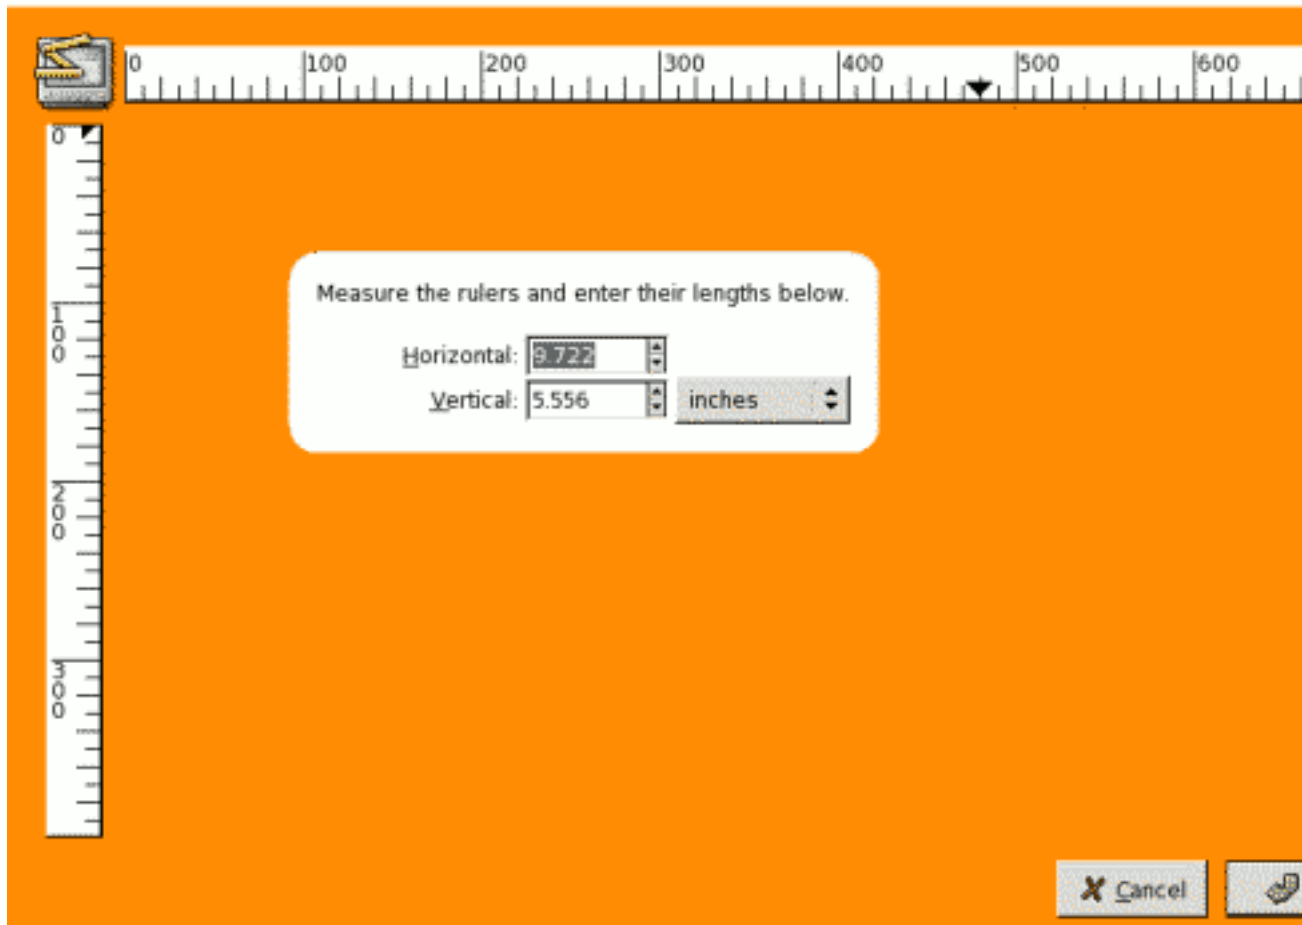 0 100 200 300 400 500 600
0
100
200
300
Measure the rulers and enter their lengths below.
Horizontal: 9.722
Vertical: 5.556 inches
Cancel